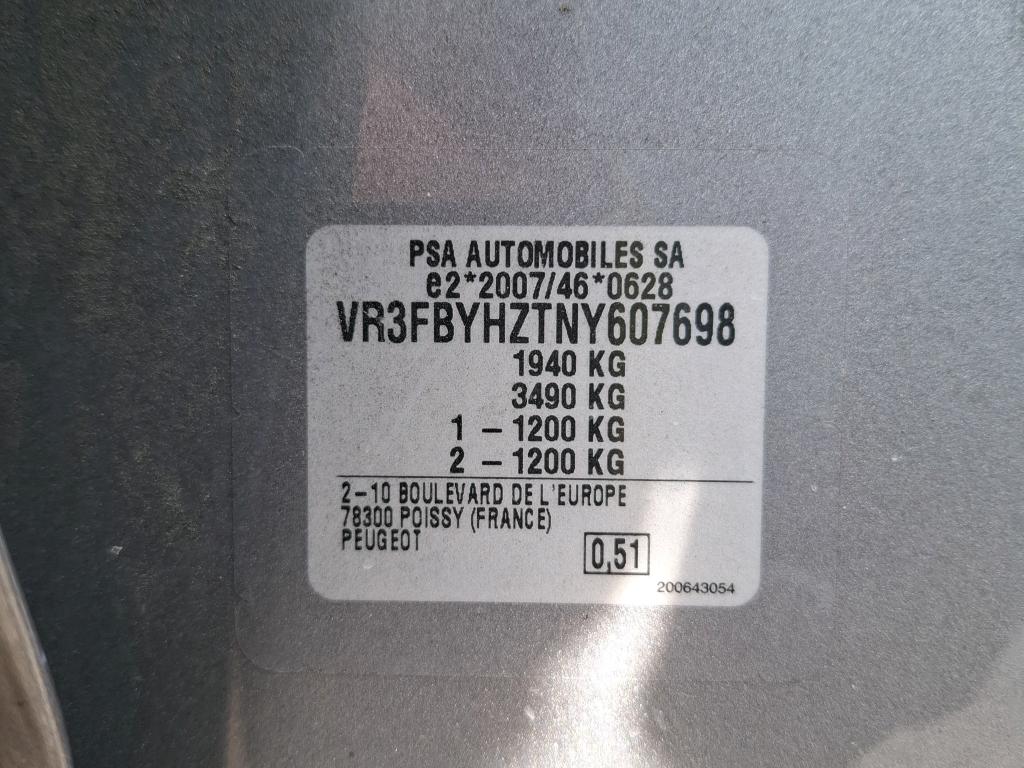 PSA AUTOMOBILES SA
e2*2007/46*0628
VR3FBYHZTNY607698
1940 KG
3490 KG
1 – 1200 KG
2 – 1200 KG
2–10 BOULEVARD DE L'EUROPE
78300 POISSY (FRANCE)
PEUGEOT
0,51
200643054